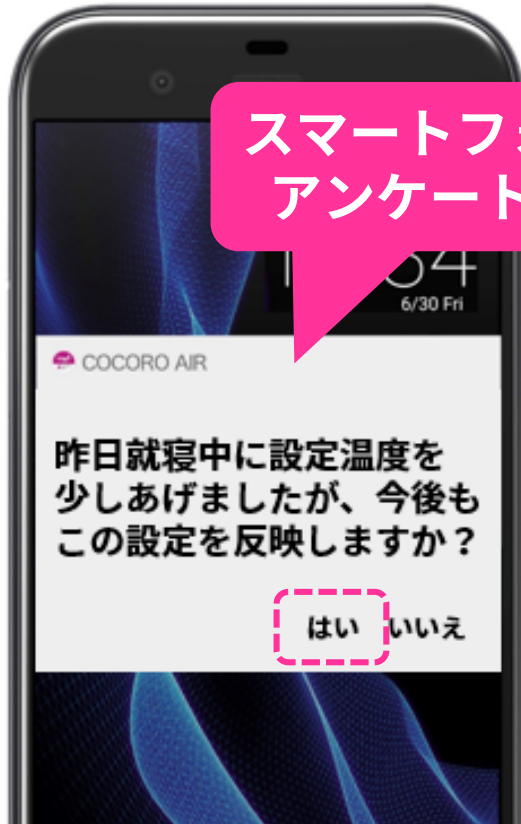 スマートフ
アンケート
6/30 Fri
COCORO AIR
昨日就寝中に設定温度を
少しあげましたが、今後も
この設定を反映しますか？
はい いいえ